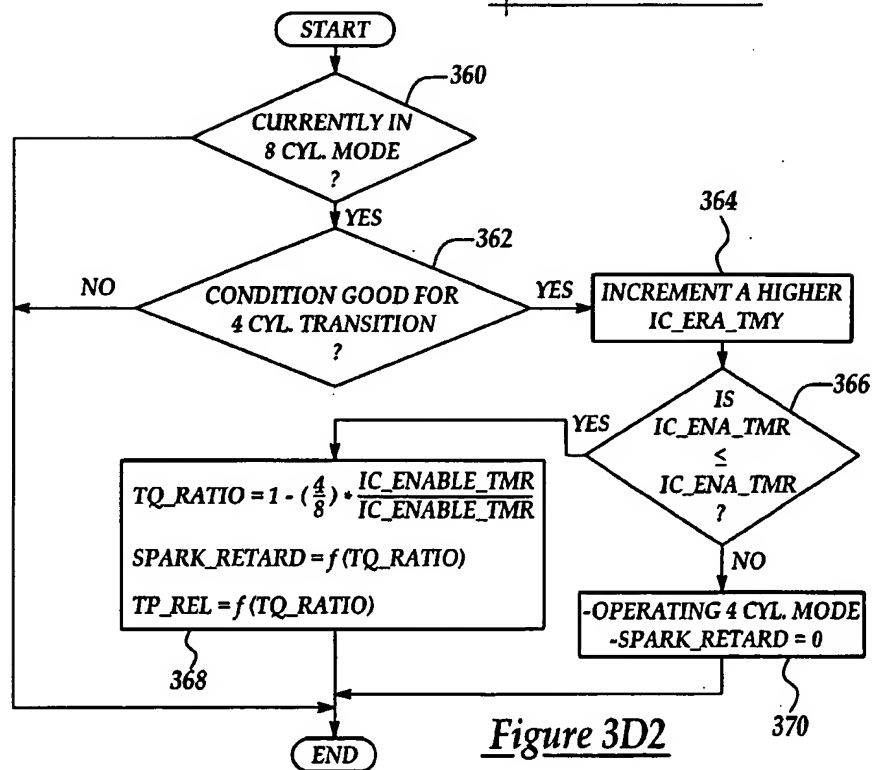 START
360
CURRENTLY IN
8 CYL. MODE
?
YES
362
364
NO
CONDITION GOOD FOR
4 CYL. TRANSITION
?
YES
INCREMENT A HIGHER
IC_ERA_TMY
366
IS
IC_ENA_TMR
≤
IC_ENA_TMR
?
YES
TQ_RATIO = 1 - (4/8) * IC_ENABLE_TMR / IC_ENABLE_TMR
SPARK_RETARD = f (TQ_RATIO)
TP_REL = f (TQ_RATIO)
368
NO
-OPERATING 4 CYL. MODE
-SPARK_RETARD = 0
370
END
Figure 3D2